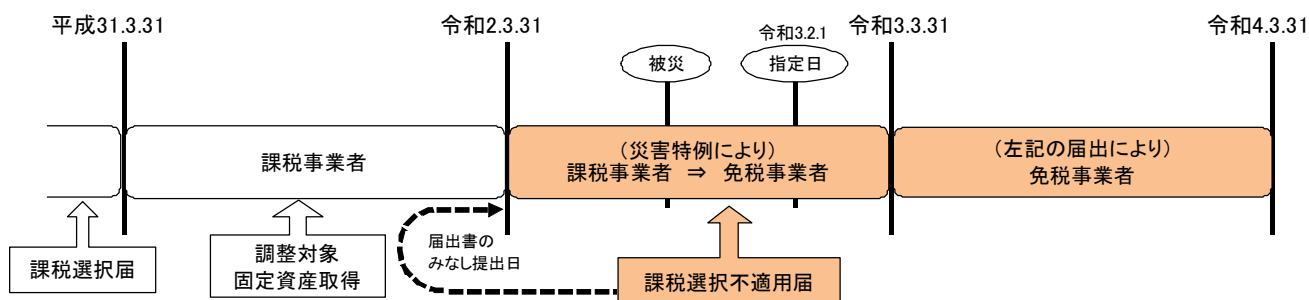 平成31.3.31
令和2.3.31
令和3.3.31
令和4.3.31
令和3.2.1
被災
指定日
課税事業者
(災害特例により)
課税事業者 ⇒ 免税事業者
(左記の届出により)
免税事業者
課税選択届
調整対象
固定資産取得
届出書の
みなし提出日
課税選択不適用届